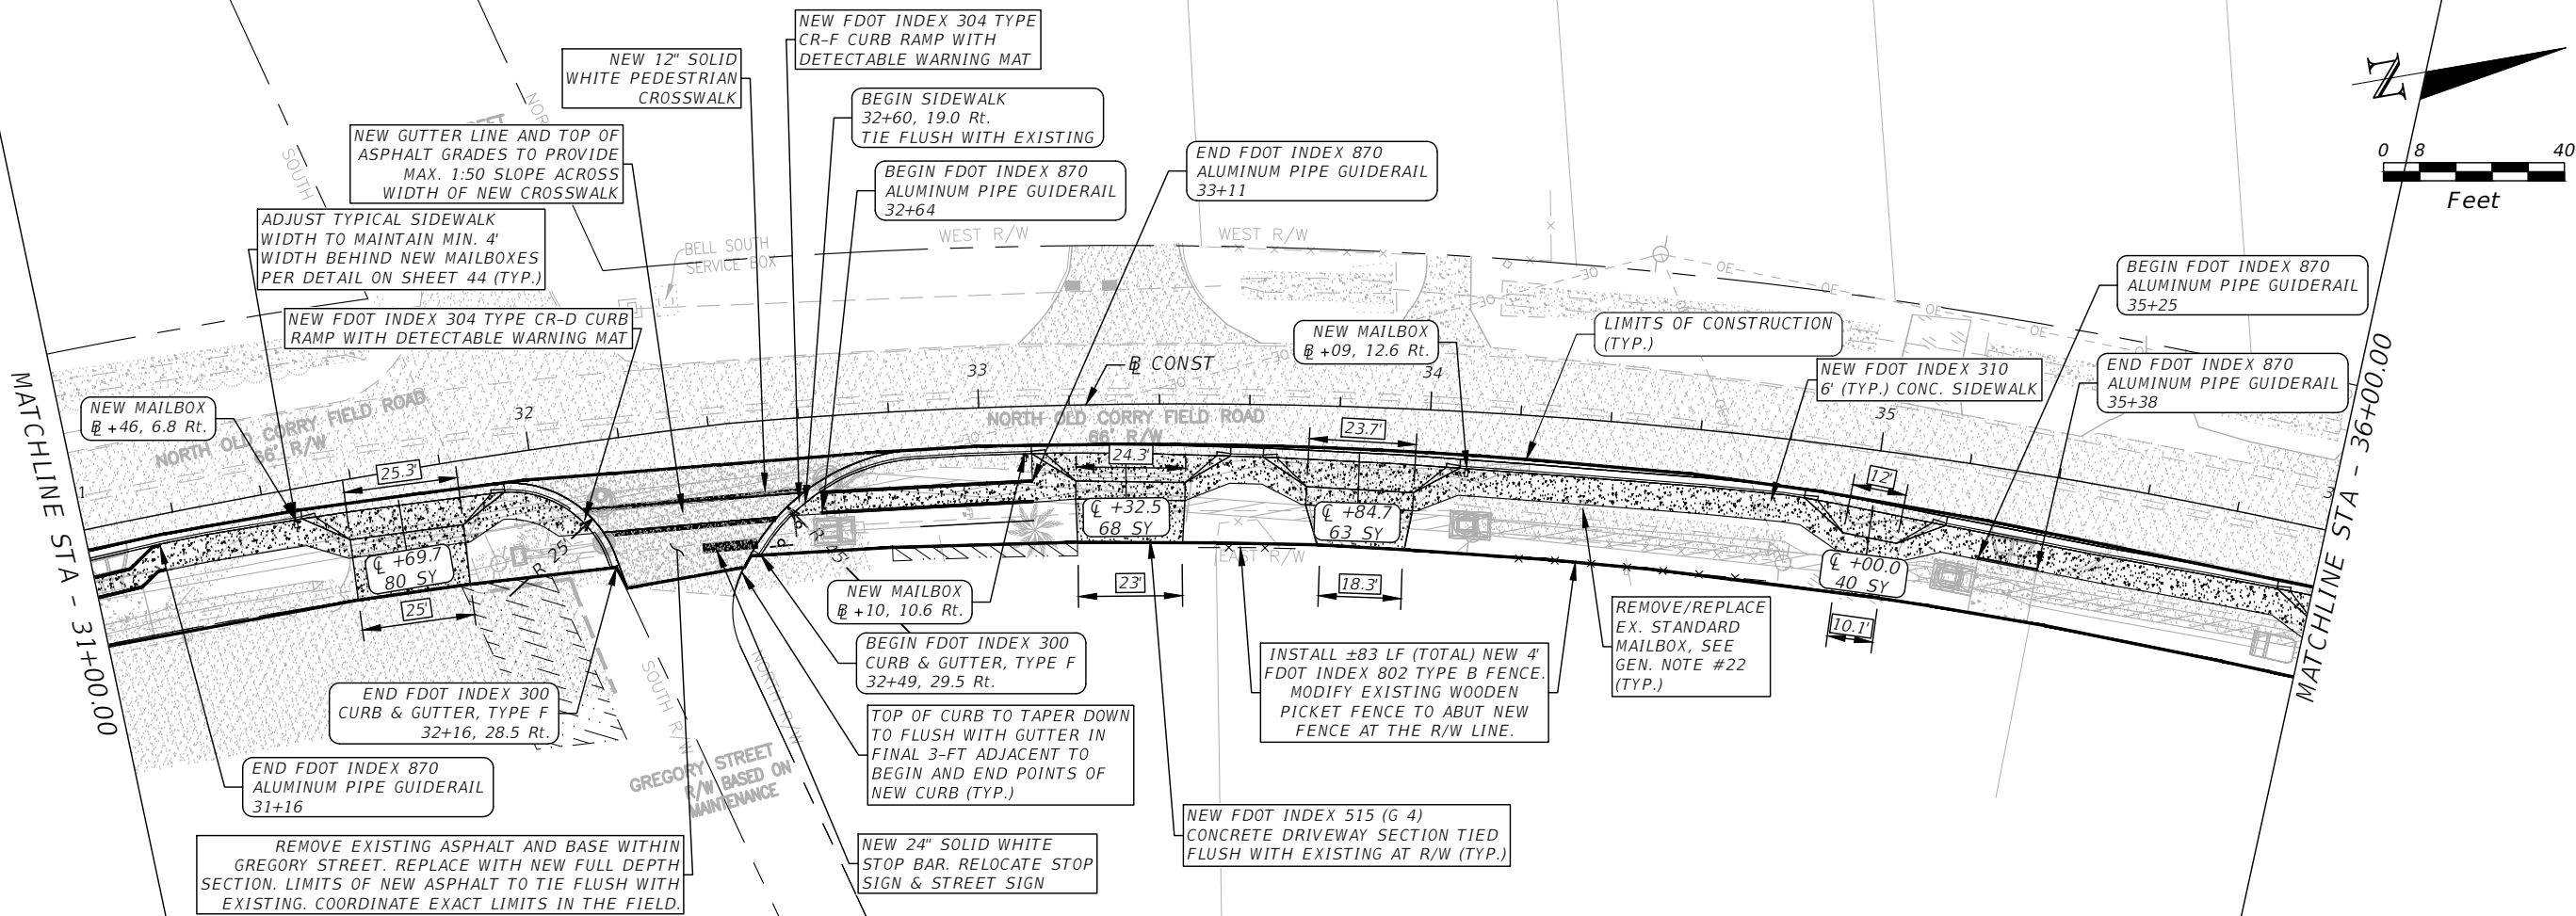 NEW FDOT INDEX 304 TYPE
CR-F CURB RAMP WITH
DETECTABLE WARNING MAT
NEW 12" SOLID
WHITE PEDESTRIAN
CROSSWALK
BEGIN SIDEWALK
32+60, 19.0 Rt.
TIE FLUSH WITH EXISTING
NEW GUTTER LINE AND TOP OF
ASPHALT GRADES TO PROVIDE
MAX. 1:50 SLOPE ACROSS
WIDTH OF NEW CROSSWALK
BEGIN FDOT INDEX 870
ALUMINUM PIPE GUIDERAIL
32+64
END FDOT INDEX 870
ALUMINUM PIPE GUIDERAIL
33+11
N
0 8 40
Feet
ADJUST TYPICAL SIDEWALK
WIDTH TO MAINTAIN MIN. 4'
WIDTH BEHIND NEW MAILBOXES
PER DETAIL ON SHEET 44 (TYP.)
SOUTH
BELL SOUTH
SERVICE BOX
WEST R/W
WEST R/W
OE
OE
OE
OE
OE
BEGIN FDOT INDEX 870
ALUMINUM PIPE GUIDERAIL
35+25
NEW FDOT INDEX 304 TYPE CR-D CURB
RAMP WITH DETECTABLE WARNING MAT
NEW MAILBOX
BL +09, 12.6 Rt.
LIMITS OF CONSTRUCTION
(TYP.)
BL CONST
NEW FDOT INDEX 310
6' (TYP.) CONC. SIDEWALK
END FDOT INDEX 870
ALUMINUM PIPE GUIDERAIL
35+38
MATCHLINE STA - 31+00.00
MATCHLINE STA - 36+00.00
NEW MAILBOX
BL +46, 6.8 Rt.
32
33
34
35
NORTH OLD CORRY FIELD ROAD
66' R/W
NORTH OLD CORRY FIELD ROAD
66' R/W
25.3'
24.3'
23.7'
12'
CL +69.7
80 SY
CL +32.5
68 SY
CL +84.7
63 SY
CL +00.0
40 SY
R 25'
R 45'
EAST R/W
25'
23'
18.3'
10.1'
NEW MAILBOX
BL +10, 10.6 Rt.
BEGIN FDOT INDEX 300
CURB & GUTTER, TYPE F
32+49, 29.5 Rt.
INSTALL ±83 LF (TOTAL) NEW 4'
FDOT INDEX 802 TYPE B FENCE.
MODIFY EXISTING WOODEN
PICKET FENCE TO ABUT NEW
FENCE AT THE R/W LINE.
REMOVE/REPLACE
EX. STANDARD
MAILBOX, SEE
GEN. NOTE #22
(TYP.)
END FDOT INDEX 300
CURB & GUTTER, TYPE F
32+16, 28.5 Rt.
SOUTH R/W
NORTH R/W
TOP OF CURB TO TAPER DOWN
TO FLUSH WITH GUTTER IN
FINAL 3-FT ADJACENT TO
BEGIN AND END POINTS OF
NEW CURB (TYP.)
GREGORY STREET
R/W BASED ON
MAINTENANCE
END FDOT INDEX 870
ALUMINUM PIPE GUIDERAIL
31+16
NEW FDOT INDEX 515 (G 4)
CONCRETE DRIVEWAY SECTION TIED
FLUSH WITH EXISTING AT R/W (TYP.)
REMOVE EXISTING ASPHALT AND BASE WITHIN
GREGORY STREET. REPLACE WITH NEW FULL DEPTH
SECTION. LIMITS OF NEW ASPHALT TO TIE FLUSH WITH
EXISTING. COORDINATE EXACT LIMITS IN THE FIELD.
NEW 24" SOLID WHITE
STOP BAR. RELOCATE STOP
SIGN & STREET SIGN